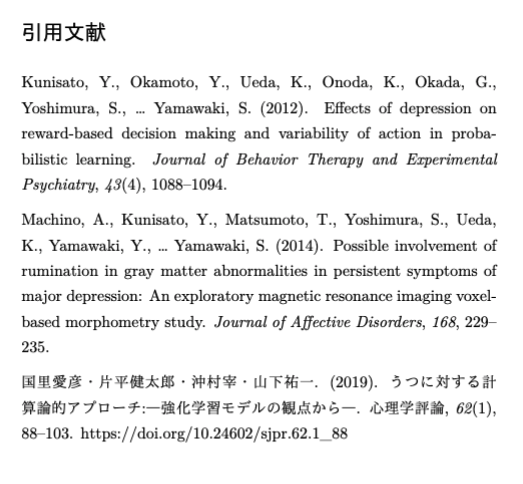 引用文献
Kunisato, Y., Okamoto, Y., Ueda, K., Onoda, K., Okada, G.,
Yoshimura, S., … Yamawaki, S. (2012). Effects of depression on
reward-based decision making and variability of action in proba-
bilistic learning. Journal of Behavior Therapy and Experimental
Psychiatry, 43(4), 1088–1094.
Machino, A., Kunisato, Y., Matsumoto, T., Yoshimura, S., Ueda,
K., Yamawaki, Y., … Yamawaki, S. (2014). Possible involvement of
rumination in gray matter abnormalities in persistent symptoms of
major depression: An exploratory magnetic resonance imaging voxel-
based morphometry study. Journal of Affective Disorders, 168, 229–
235.
国里愛彦・片平健太郎・沖村宰・山下祐一. (2019). うつに対する計
算論的アプローチ:―強化学習モデルの観点から―. 心理学評論, 62(1),
88–103. https://doi.org/10.24602/sjpr.62.1_88